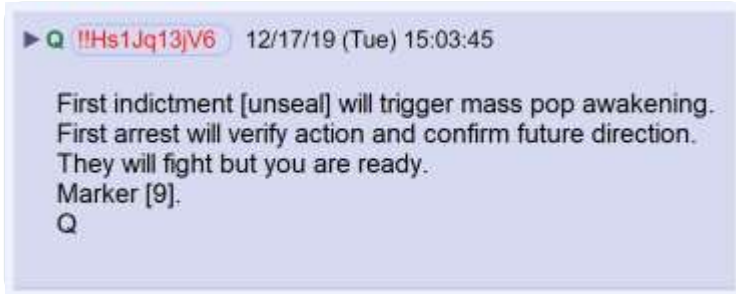 ▶ Q !!Hs1Jq13jV6 12/17/19 (Tue) 15:03:45
First indictment [unseal] will trigger mass pop awakening.
First arrest will verify action and confirm future direction.
They will fight but you are ready.
Marker [9].
Q